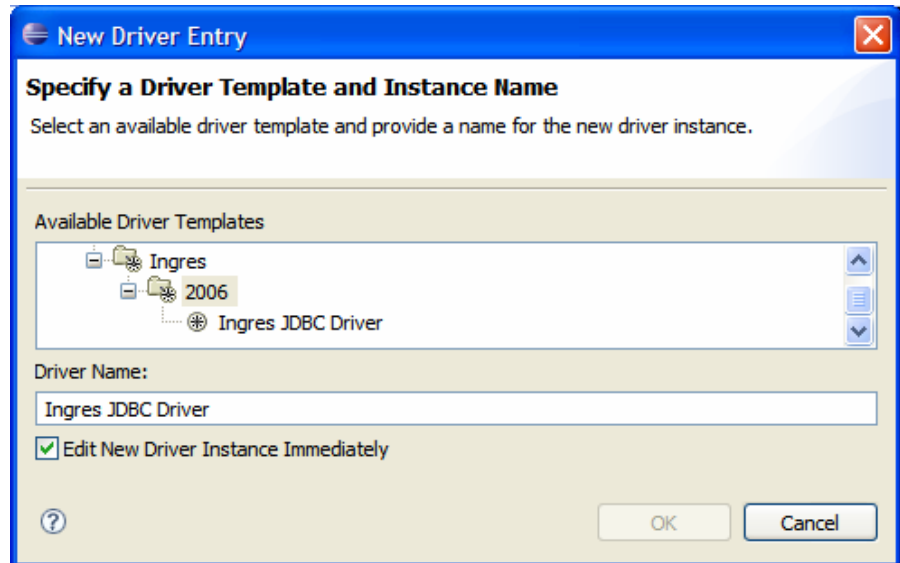 New Driver Entry
Specify a Driver Template and Instance Name
Select an available driver template and provide a name for the new driver instance.
Available Driver Templates
Ingres
2006
Ingres JDBC Driver
Driver Name:
Ingres JDBC Driver
Edit New Driver Instance Immediately
OK Cancel